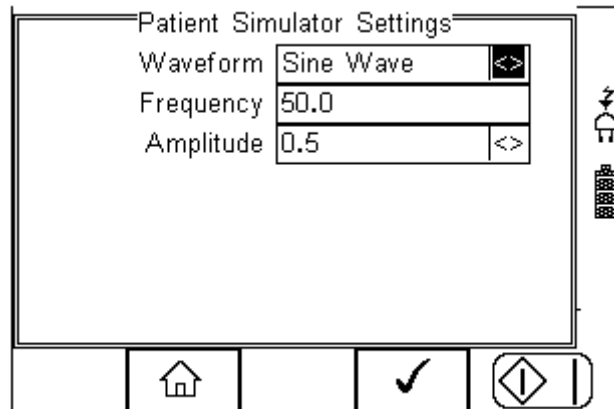 Patient Simulator Settings
Waveform Sine Wave <>
Frequency 50.0
Amplitude 0.5 <>